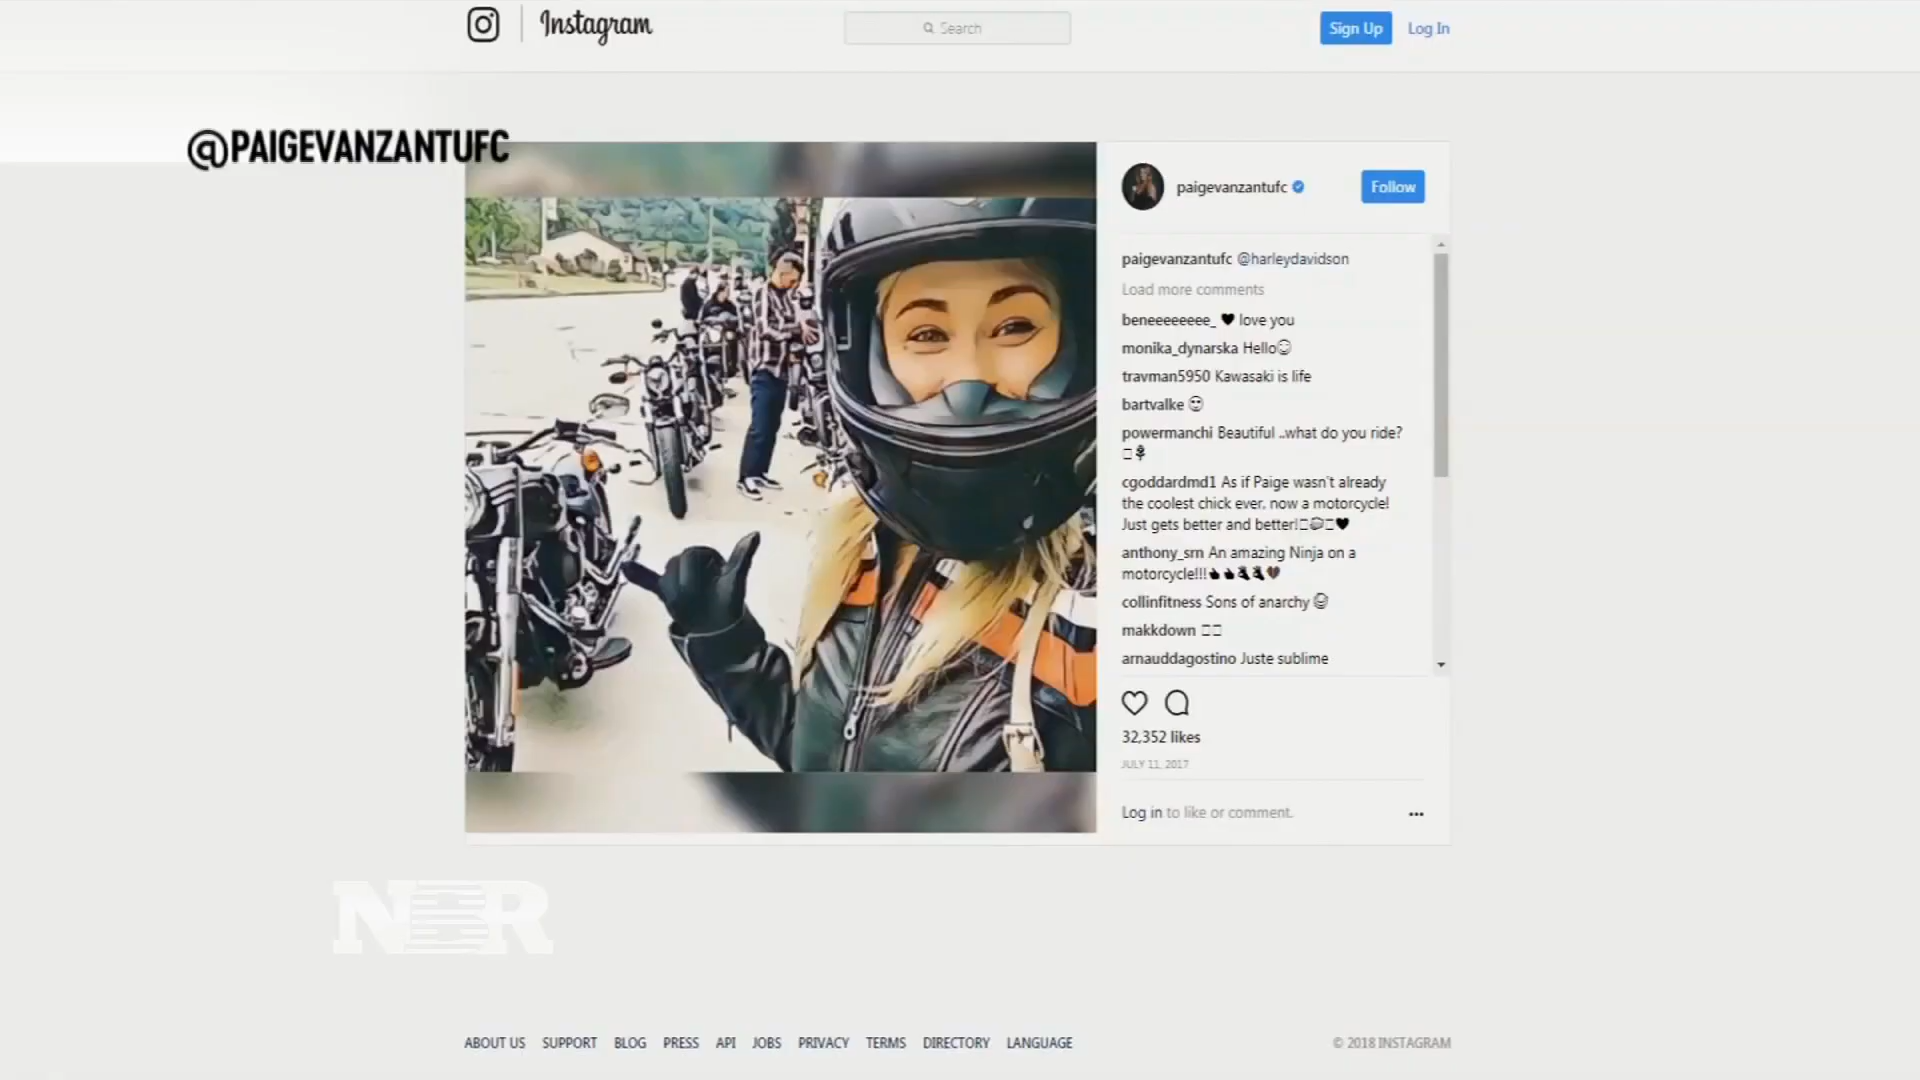 Instagram
Search
Sign Up
Log In
@PAIGEVANZANTUFC
paigevanzantufc
Follow
paigevanzantufc @harleydavidson
Load more comments
beneeeeeeee_ ♥ love you
monika_dynarska Hello☺
travman5950 Kawasaki is life
bartvalke 😍
powermanchi Beautiful ..what do you ride?
cgoddardmd1 As if Paige wasn't already
the coolest chick ever, now a motorcycle!
Just gets better and better!
anthony_srn An amazing Ninja on a
motorcycle!!!
collinfitness Sons of anarchy
makkdown
arnauddagostino Juste sublime
32,352 likes
JULY 11, 2017
Log in to like or comment.
NBR
ABOUT US SUPPORT BLOG PRESS API JOBS PRIVACY TERMS DIRECTORY LANGUAGE
© 2018 INSTAGRAM